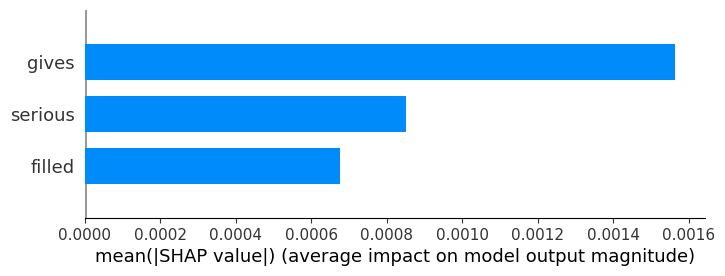 gives
serious
filled
0.0000 0.0002 0.0004 0.0006 0.0008 0.0010 0.0012 0.0014 0.0016
mean(|SHAP value|) (average impact on model output magnitude)